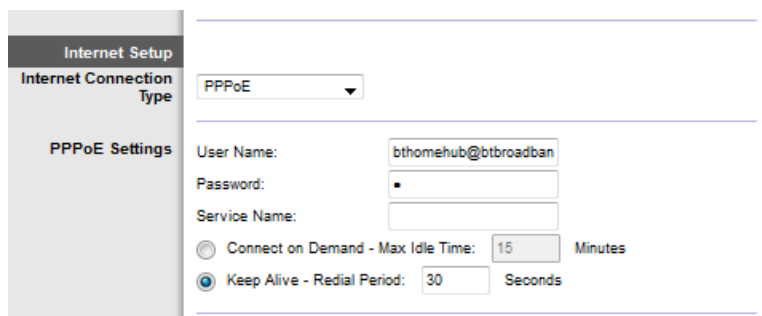 Internet Setup
Internet Connection Type
PPPoE
PPPoE Settings
User Name: bthomehub@btbroadban
Password: •
Service Name:
Connect on Demand - Max Idle Time: 15 Minutes
Keep Alive - Redial Period: 30 Seconds